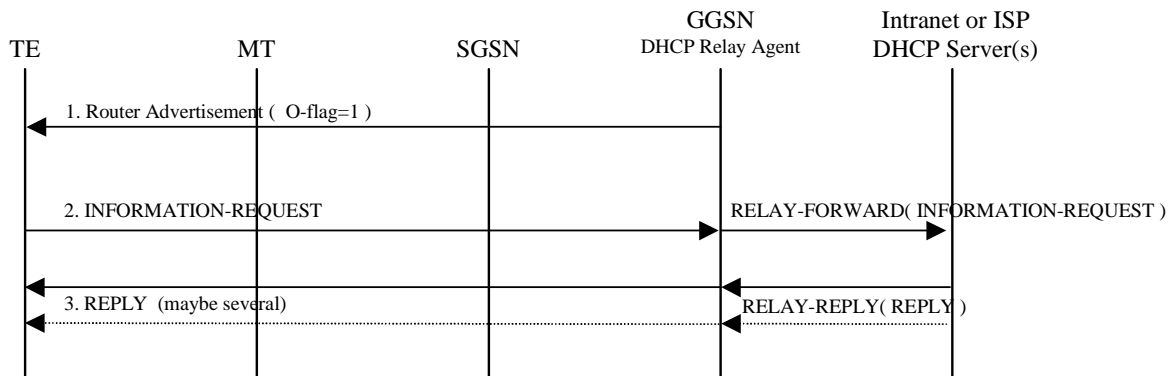 GGSN
Intranet or ISP
TE
MT
SGSN
DHCP Relay Agent
DHCP Server(s)
1. Router Advertisement ( O-flag=1 )
2. INFORMATION-REQUEST
RELAY-FORWARD( INFORMATION-REQUEST )
3. REPLY (maybe several)
RELAY-REPLY( REPLY )